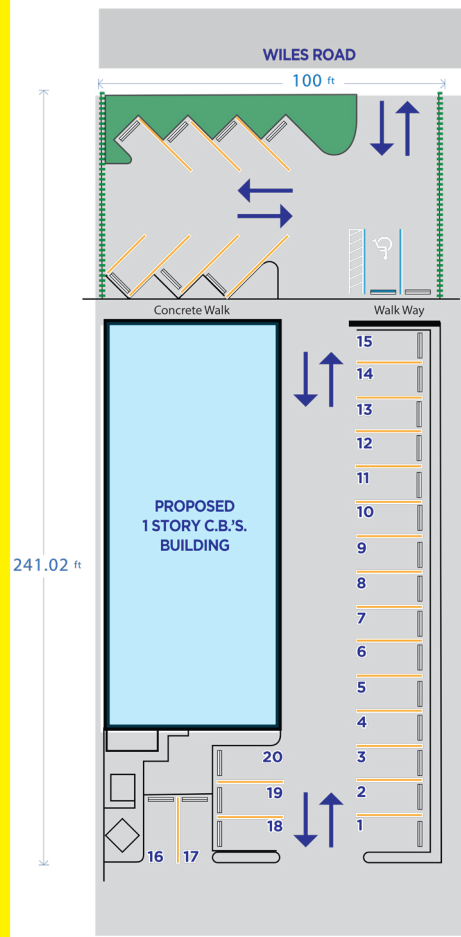 WILES ROAD
100 ft
Concrete Walk
Walk Way
15
14
13
12
11
10
9
8
7
6
5
4
3
2
1
PROPOSED
1 STORY C.B.'S.
BUILDING
241.02 ft
20
19
18
16 17